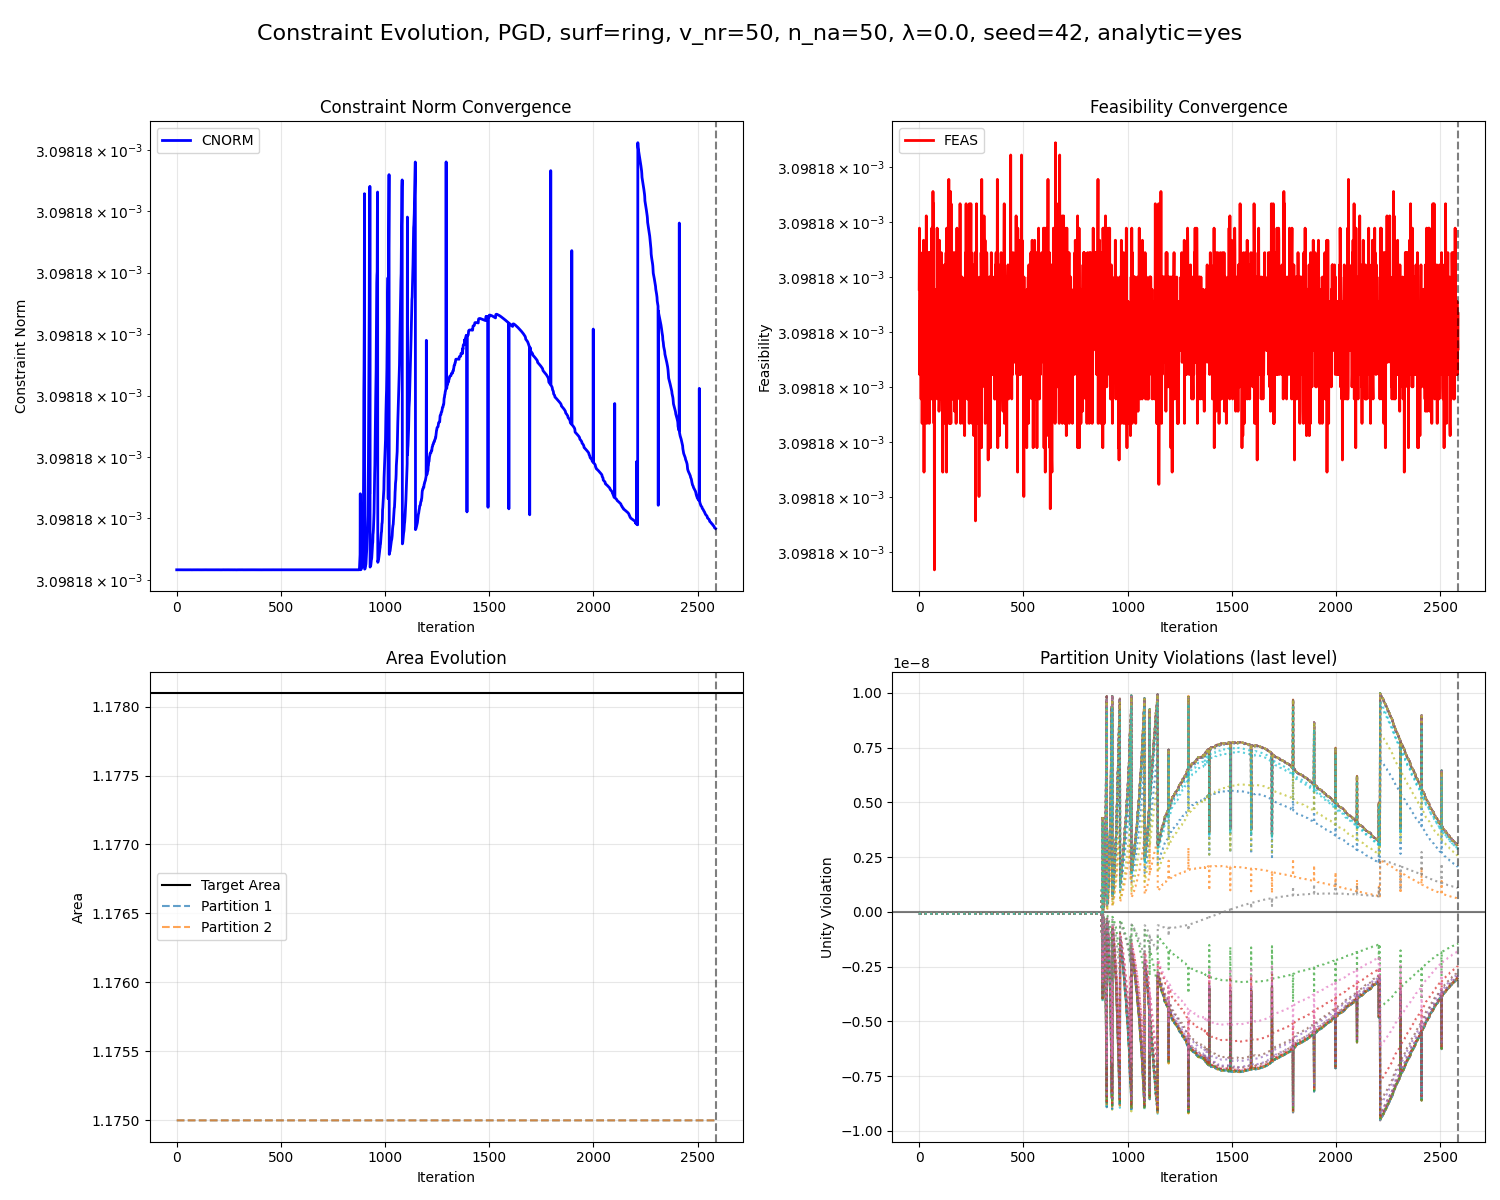 Constraint Evolution, PGD, surf=ring, v_nr=50, n_na=50, λ=0.0, seed=42, analytic=yes
Constraint Norm Convergence
CNORM
3.09818 × 10⁻³
3.09818 × 10⁻³
3.09818 × 10⁻³
3.09818 × 10⁻³
3.09818 × 10⁻³
3.09818 × 10⁻³
3.09818 × 10⁻³
3.09818 × 10⁻³
Constraint Norm
0 500 1000 1500 2000 2500
Iteration
Feasibility Convergence
FEAS
3.09818 × 10⁻³
3.09818 × 10⁻³
3.09818 × 10⁻³
3.09818 × 10⁻³
3.09818 × 10⁻³
3.09818 × 10⁻³
3.09818 × 10⁻³
3.09818 × 10⁻³
Feasibility
0 500 1000 1500 2000 2500
Iteration
Area Evolution
1.1780
1.1775
1.1770
1.1765
1.1760
1.1755
1.1750
Area
Target Area
Partition 1
Partition 2
0 500 1000 1500 2000 2500
Iteration
Partition Unity Violations (last level)
1e−8
1.00
0.75
0.50
0.25
0.00
−0.25
−0.50
−0.75
−1.00
Unity Violation
0 500 1000 1500 2000 2500
Iteration